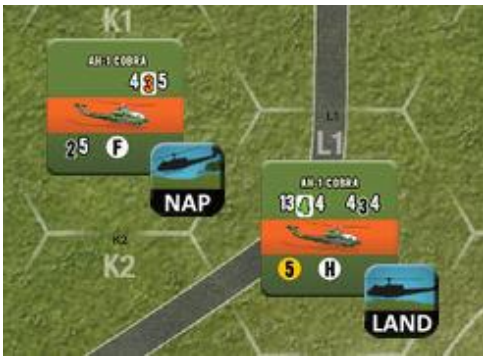 K1
AH-1 COBRA
4 3 5
2 5 F
NAP
L1
L1
AH-1 COBRA
13 4 4 4 3 4
5 H
LAND
K2
K2